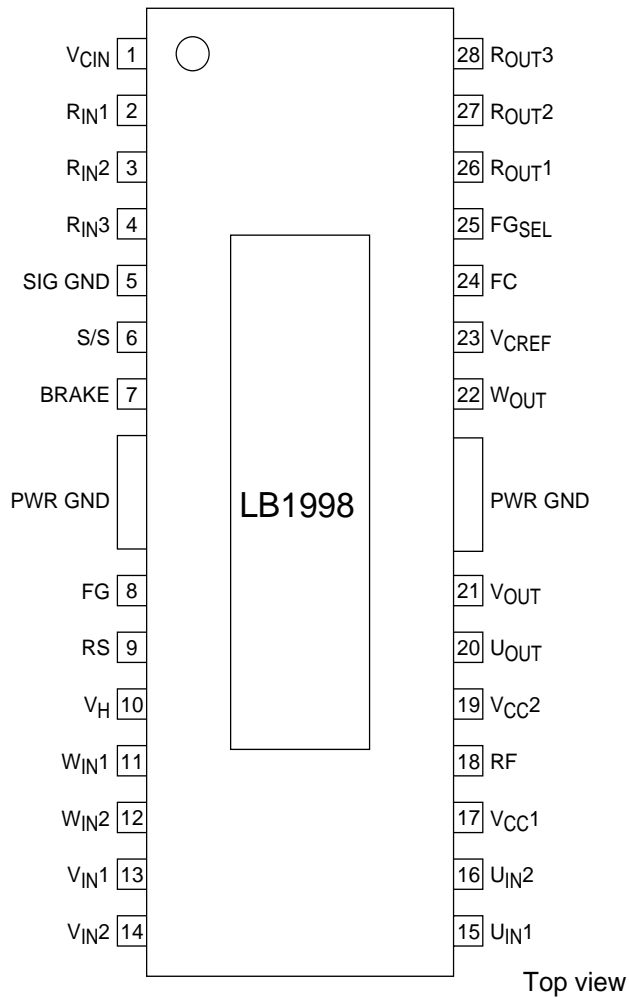 VCIN 1 28 ROUT3
RIN1 2 27 ROUT2
RIN2 3 26 ROUT1
RIN3 4 25 FGSEL
SIG GND 5 24 FC
S/S 6 23 VCREF
BRAKE 7 22 WOUT
PWR GND LB1998 PWR GND
FG 8 21 VOUT
RS 9 20 UOUT
VH 10 19 VCC2
WIN1 11 18 RF
WIN2 12 17 VCC1
VIN1 13 16 UIN2
VIN2 14 15 UIN1
Top view